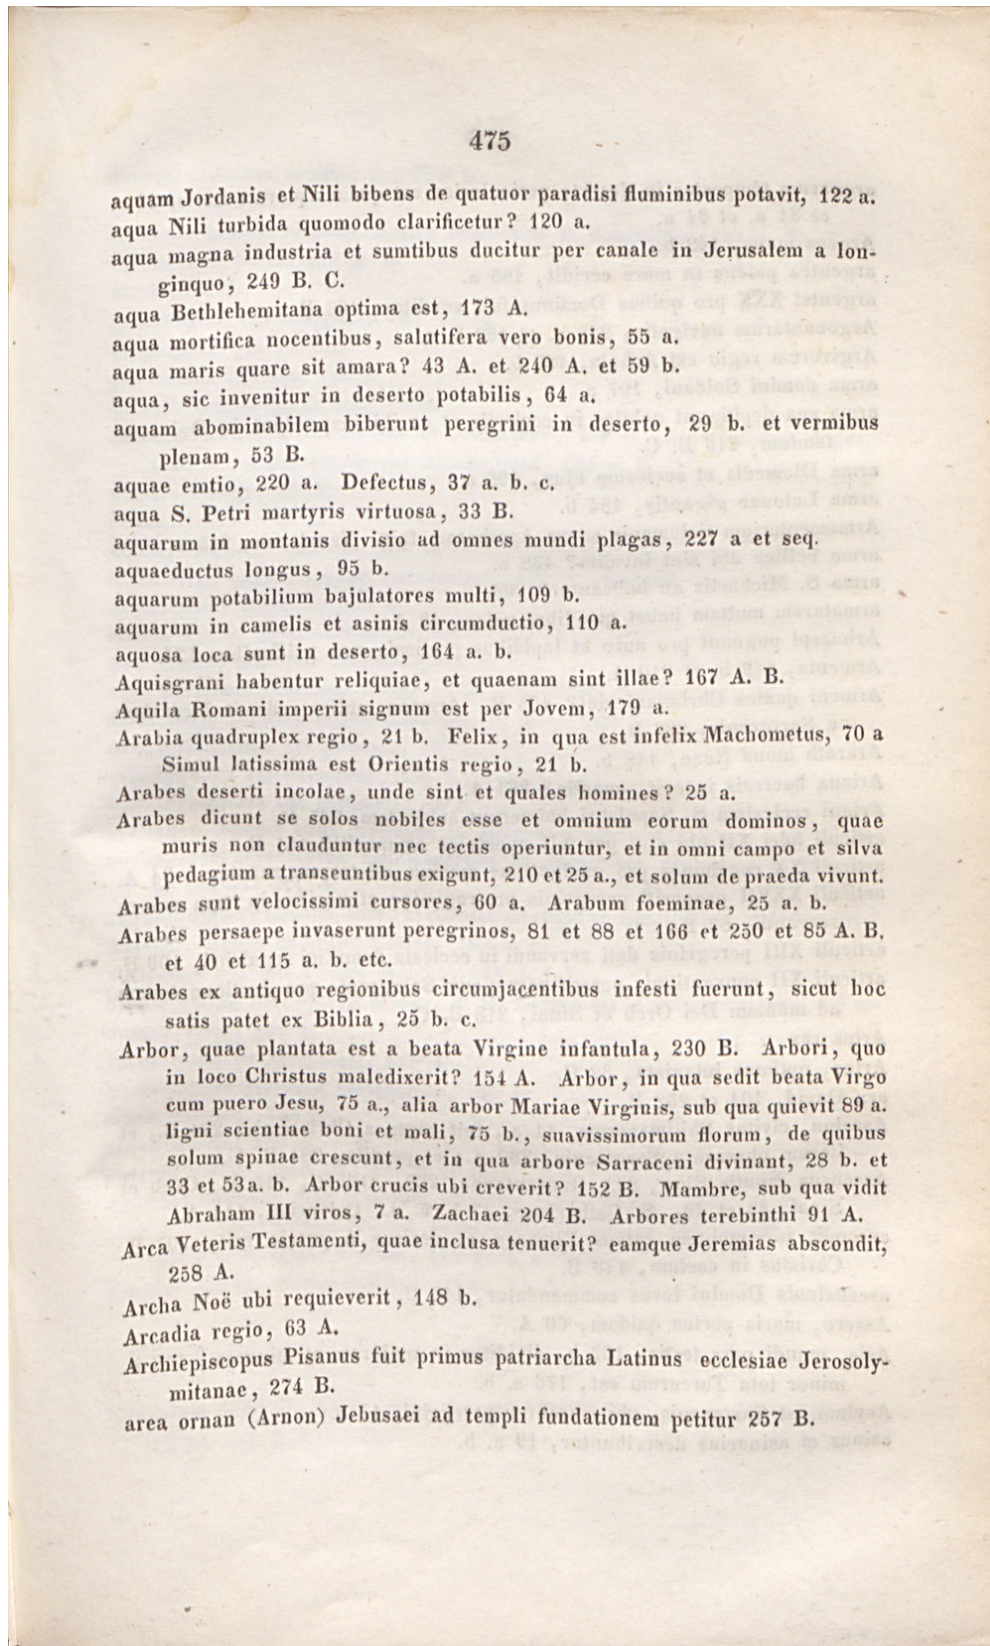 475
aquam Jordanis et Nili bibens de quatuor paradisi fluminibus potavit, 122 a.
aqua Nili turbida quomodo clarificetur? 120 a.
aqua magna industria et sumtibus ducitur per canale in Jerusalem a lon-
ginquo, 249 B. C.
aqua Bethlehemitana optima est, 173 A.
aqua mortifica nocentibus, salutifera vero bonis, 55 a.
aqua maris quare sit amara? 43 A. et 240 A. et 59 b.
aqua, sic invenitur in deserto potabilis, 64 a.
aquam abominabilem biberunt peregrini in deserto, 29 b. et vermibus
plenam, 53 B.
aquae emtio, 220 a. Defectus, 37 a. b. c.
aqua S. Petri martyris virtuosa, 33 B.
aquarum in montanis divisio ad omnes mundi plagas, 227 a et seq.
aquaeductus longus, 95 b.
aquarum potabilium bajulatores multi, 109 b.
aquarum in camelis et asinis circumductio, 110 a.
aquosa loca sunt in deserto, 164 a. b.
Aquisgrani habentur reliquiae, et quaenam sint illae? 167 A. B.
Aquila Romani imperii signum est per Jovem, 179 a.
Arabia quadruplex regio, 21 b. Felix, in qua est infelix Machometus, 70 a
Simul latissima est Orientis regio, 21 b.
Arabes deserti incolae, unde sint et quales homines? 25 a.
Arabes dicunt se solos nobiles esse et omnium eorum dominos, quae
muris non clauduntur nec tectis operiuntur, et in omni campo et silva
pedagium a transeuntibus exigunt, 210 et 25 a., et solum de praeda vivunt.
Arabes sunt velocissimi cursores, 60 a. Arabum foeminae, 25 a. b.
Arabes persaepe invaserunt peregrinos, 81 et 88 et 166 et 250 et 85 A. B.
et 40 et 115 a. b. etc.
Arabes ex antiquo regionibus circumjacentibus infesti fuerunt, sicut hoc
satis patet ex Biblia, 25 b. c.
Arbor, quae plantata est a beata Virgine infantula, 230 B. Arbori, quo
in loco Christus maledixerit? 154 A. Arbor, in qua sedit beata Virgo
cum puero Jesu, 75 a., alia arbor Mariae Virginis, sub qua quievit 89 a.
ligni scientiae boni et mali, 75 b., suavissimorum florum, de quibus
solum spinae crescunt, et in qua arbore Sarraceni divinant, 28 b. et
33 et 53 a. b. Arbor crucis ubi creverit? 152 B. Mambre, sub qua vidit
Abraham III viros, 7 a. Zachaei 204 B. Arbores terebinthi 91 A.
Arca Veteris Testamenti, quae inclusa tenuerit? eamque Jeremias abscondit,
258 A.
Archa Noë ubi requieverit, 148 b.
Arcadia regio, 63 A.
Archiepiscopus Pisanus fuit primus patriarcha Latinus ecclesiae Jerosoly-
mitanae, 274 B.
area ornan (Arnon) Jebusaei ad templi fundationem petitur 257 B.